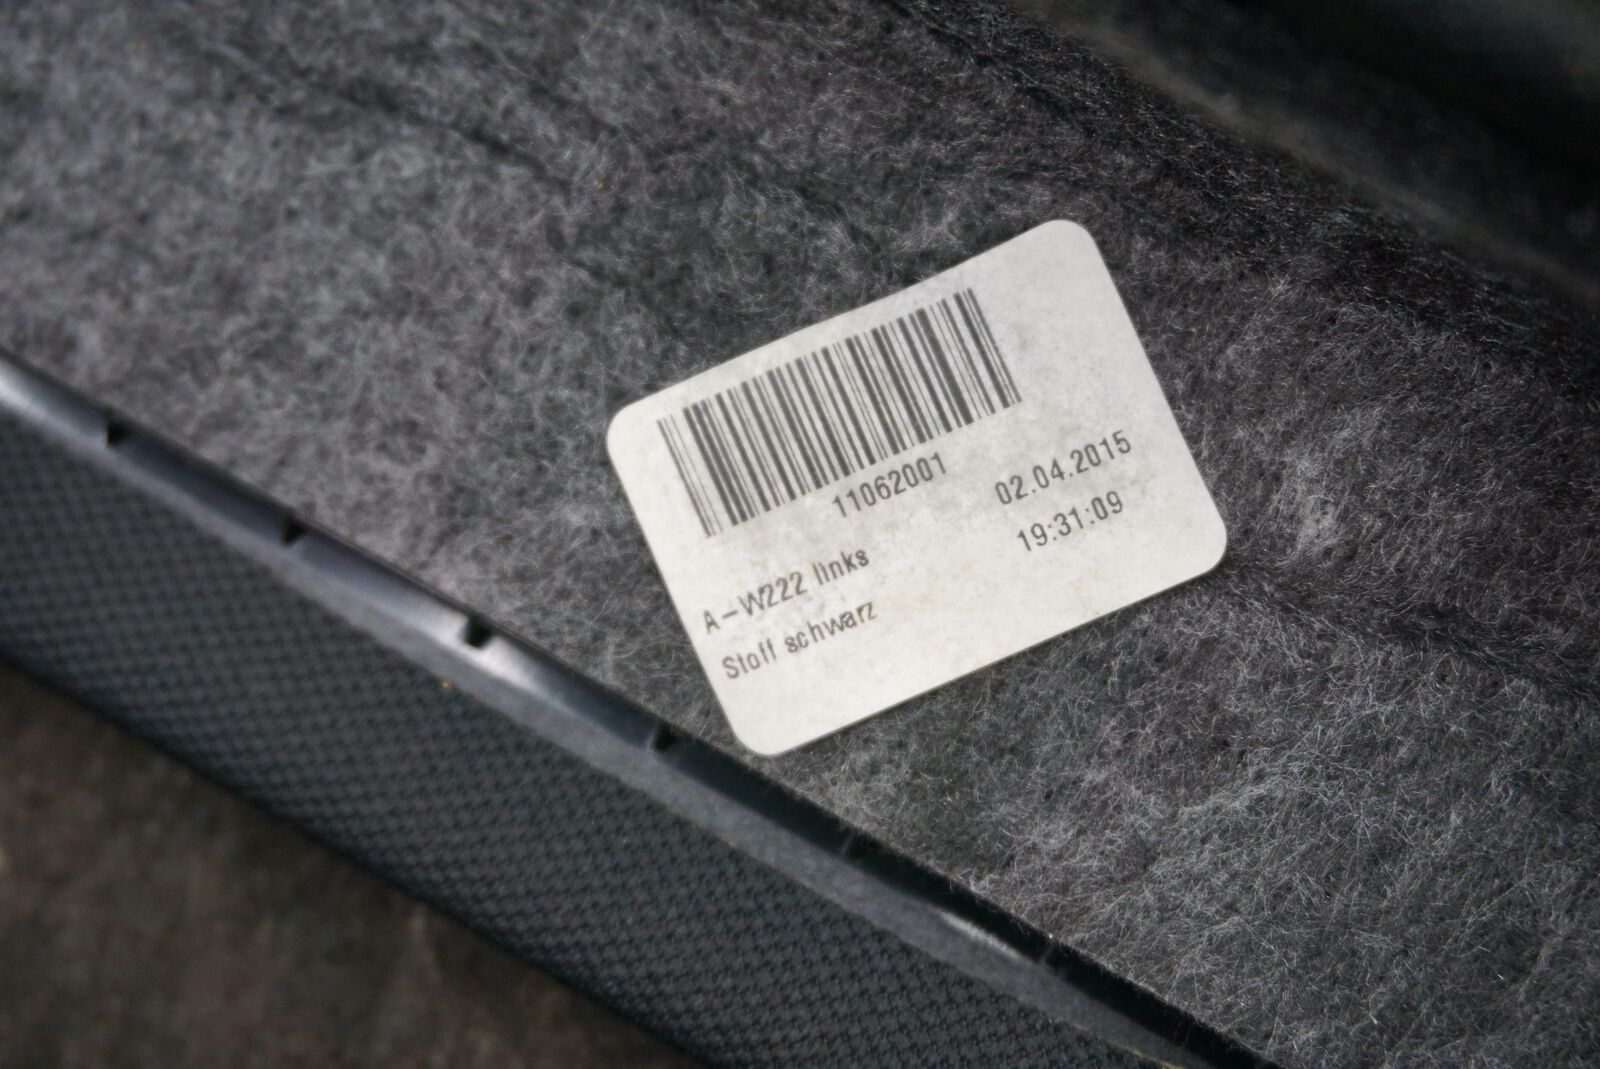 11062001
02.04.2015
A-W222 links
19:31:09
Stoff schwarz